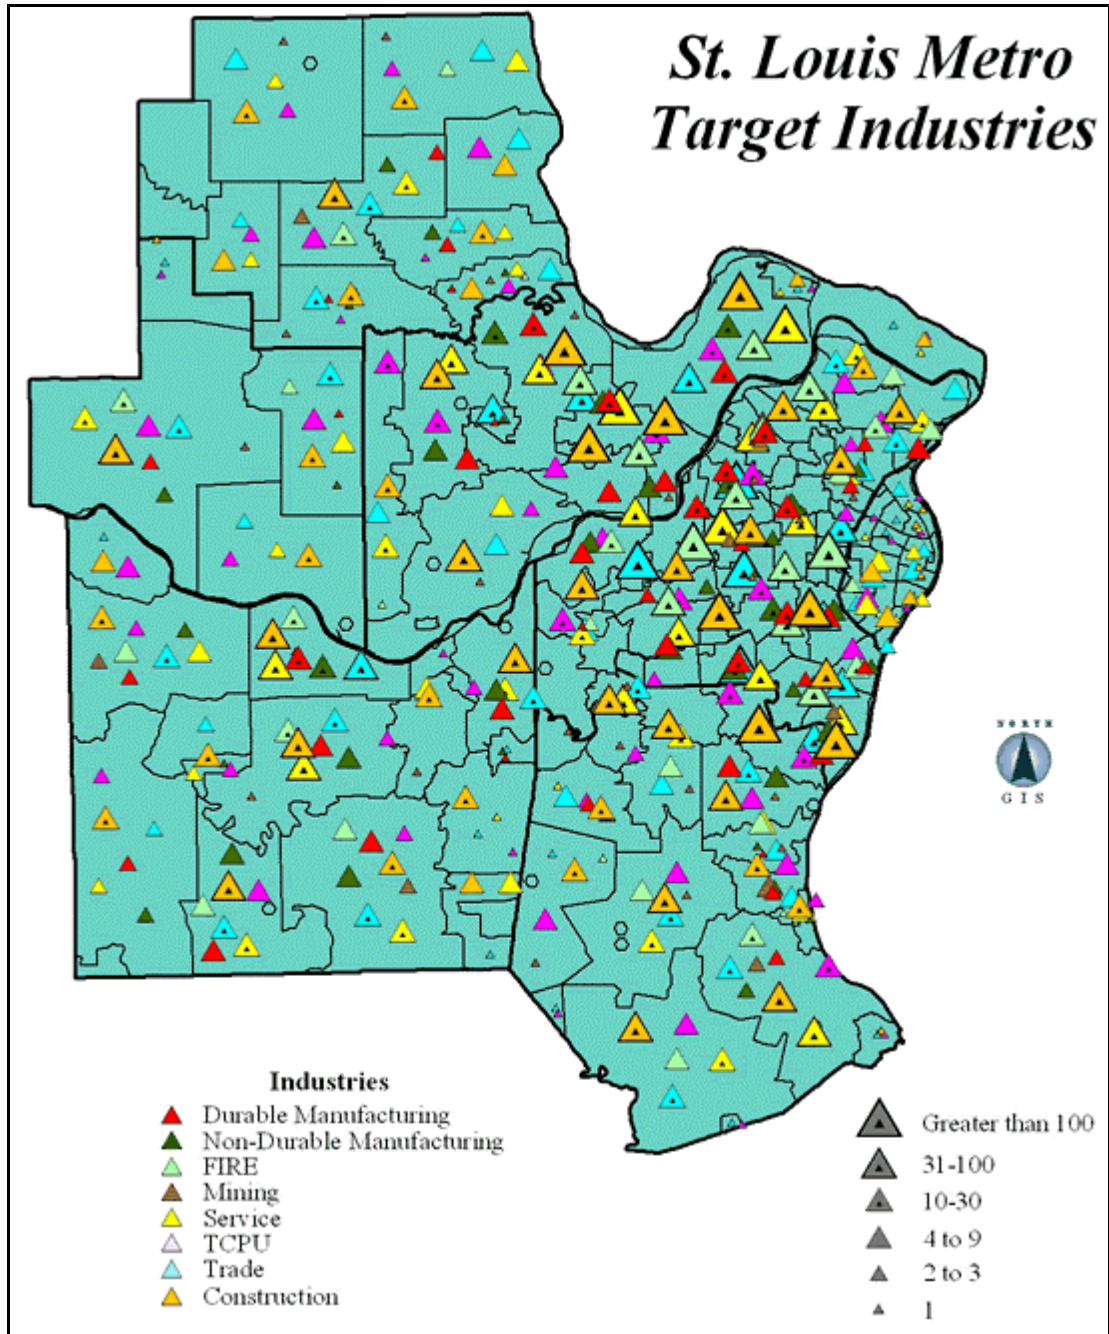 St. Louis Metro
Target Industries
NORTH
GIS
Industries
Durable Manufacturing
Non-Durable Manufacturing
FIRE
Mining
Service
TCPU
Trade
Construction
Greater than 100
31-100
10-30
4 to 9
2 to 3
1